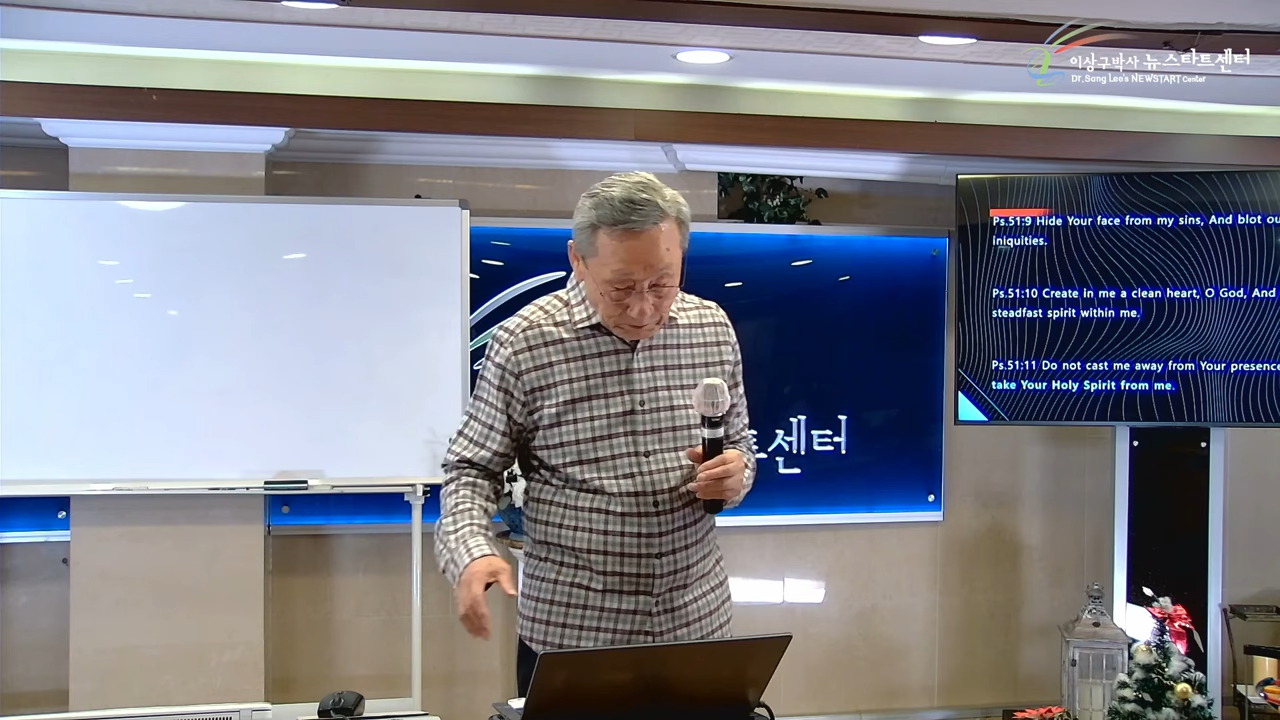 이상구박사 뉴스타트센터
Dr. Sang Lee's NEWSTART Center
Ps.51:9 Hide Your face from my sins, And blot
iniquities.
Ps.51:10 Create in me a clean heart, O God, And
steadfast spirit within me.
Ps.51:11 Do not cast me away from Your presence
take Your Holy Spirit from me.
센터